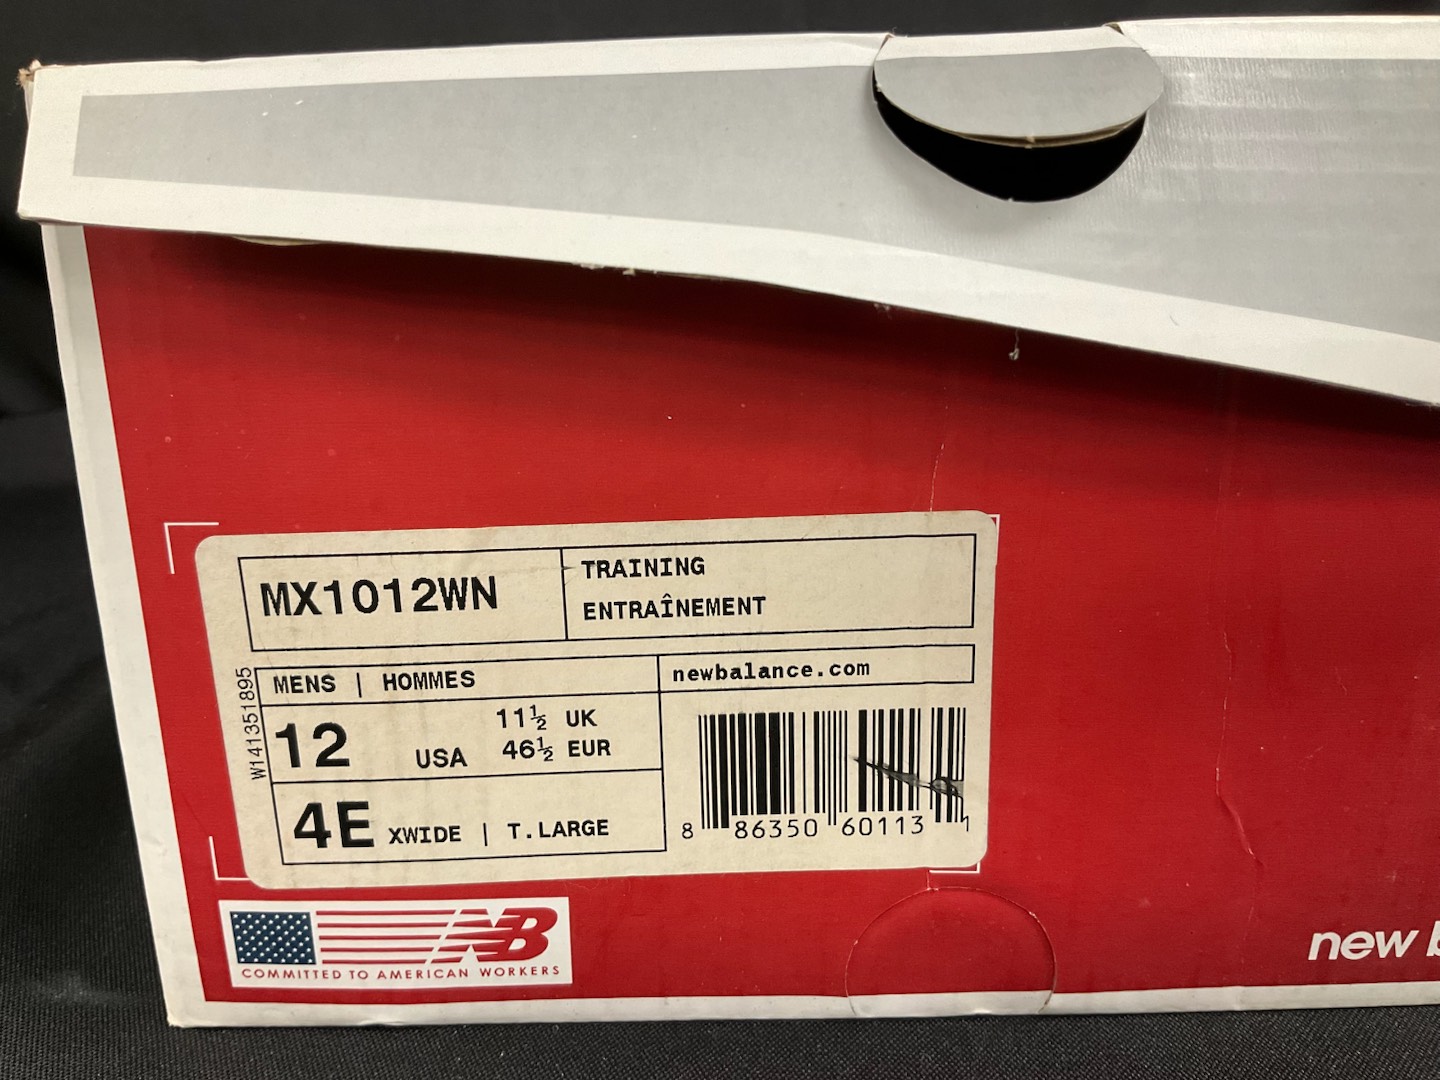 MX1012WN
TRAINING
ENTRAÎNEMENT
W141351895
MENS | HOMMES
newbalance.com
12 USA
11½ UK
46½ EUR
4E XWIDE | T.LARGE
8 86350 60113 1
NB
COMMITTED TO AMERICAN WORKERS
new b